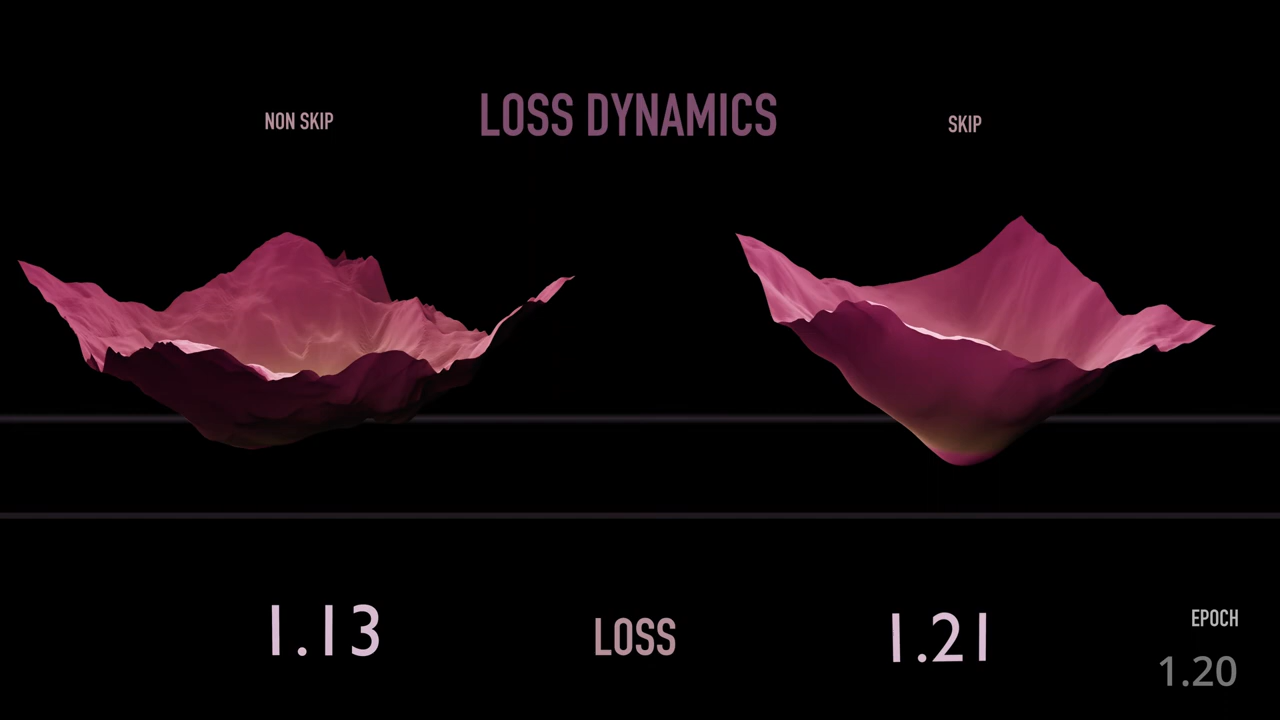 LOSS DYNAMICS
NON SKIP
SKIP
1.13
LOSS
1.21
EPOCH
1.20